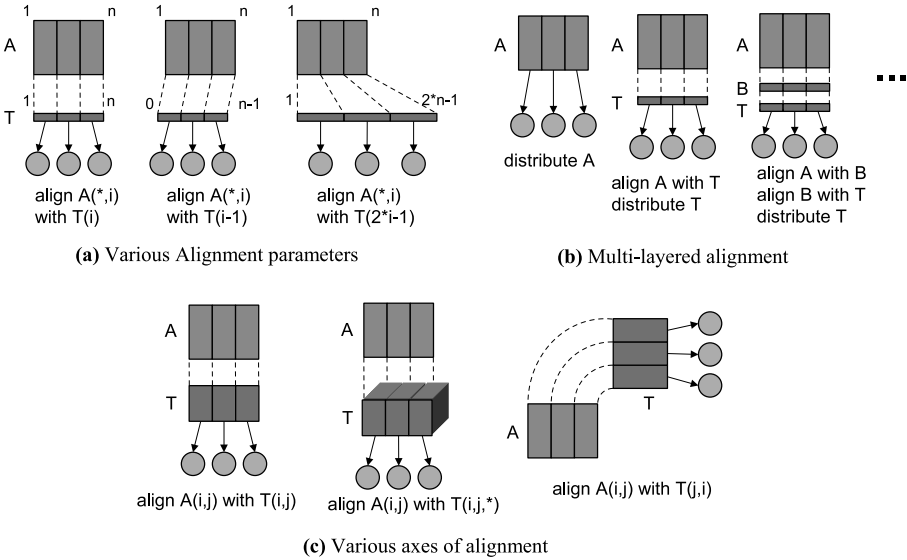 1 n
A
1 n
T
align A(*,i)
with T(i)
1 n
0 n-1
align A(*,i)
with T(i-1)
1 n
1 2*n-1
align A(*,i)
with T(2*i-1)
(a) Various Alignment parameters
A
distribute A
A
T
align A with T
distribute T
A
B
T
align A with B
align B with T
distribute T
(b) Multi-layered alignment
A
T
align A(i,j) with T(i,j)
A
T
align A(i,j) with T(i,j,*)
T
A
align A(i,j) with T(j,i)
(c) Various axes of alignment